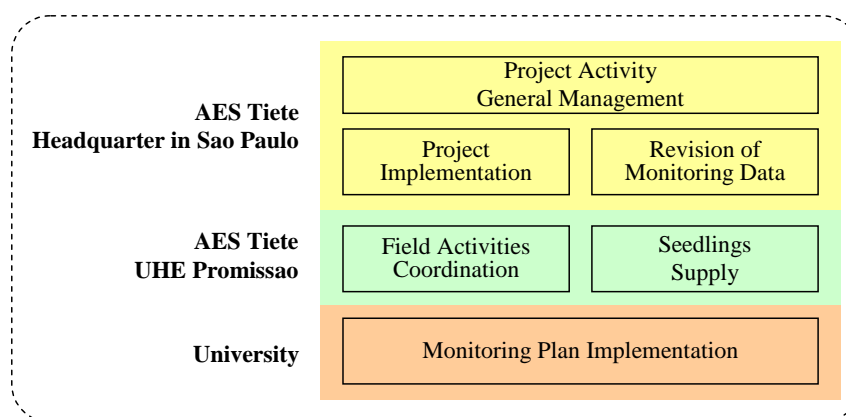 Project Activity
General Management
AES Tiete
Headquarter in Sao Paulo
Project
Implementation
Revision of
Monitoring Data
AES Tiete
UHE Promissao
Field Activities
Coordination
Seedlings
Supply
University
Monitoring Plan Implementation